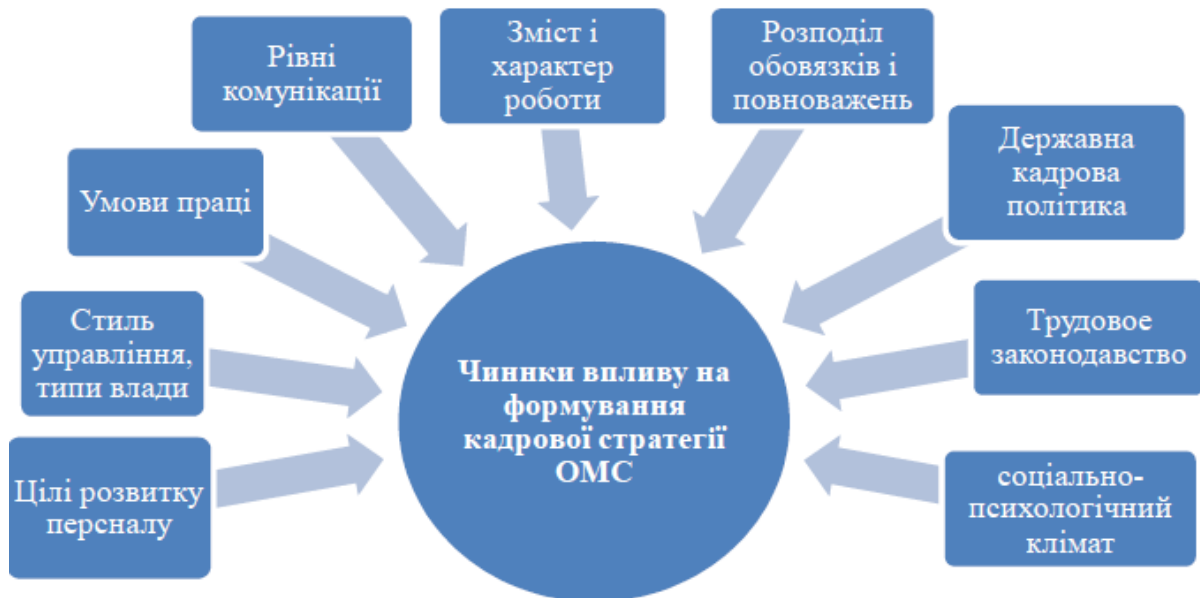 Рівні
комунікації
Зміст і
характер
роботи
Розподіл
обовязків і
повноважень
Державна
кадрова
політика
Умови праці
Стиль
управління,
типи влади
Трудовое
законодавство
Цілі розвитку
персналу
соціально-
психологічний
клімат
Чиннки впливу на
формування
кадрової стратегії
ОМС